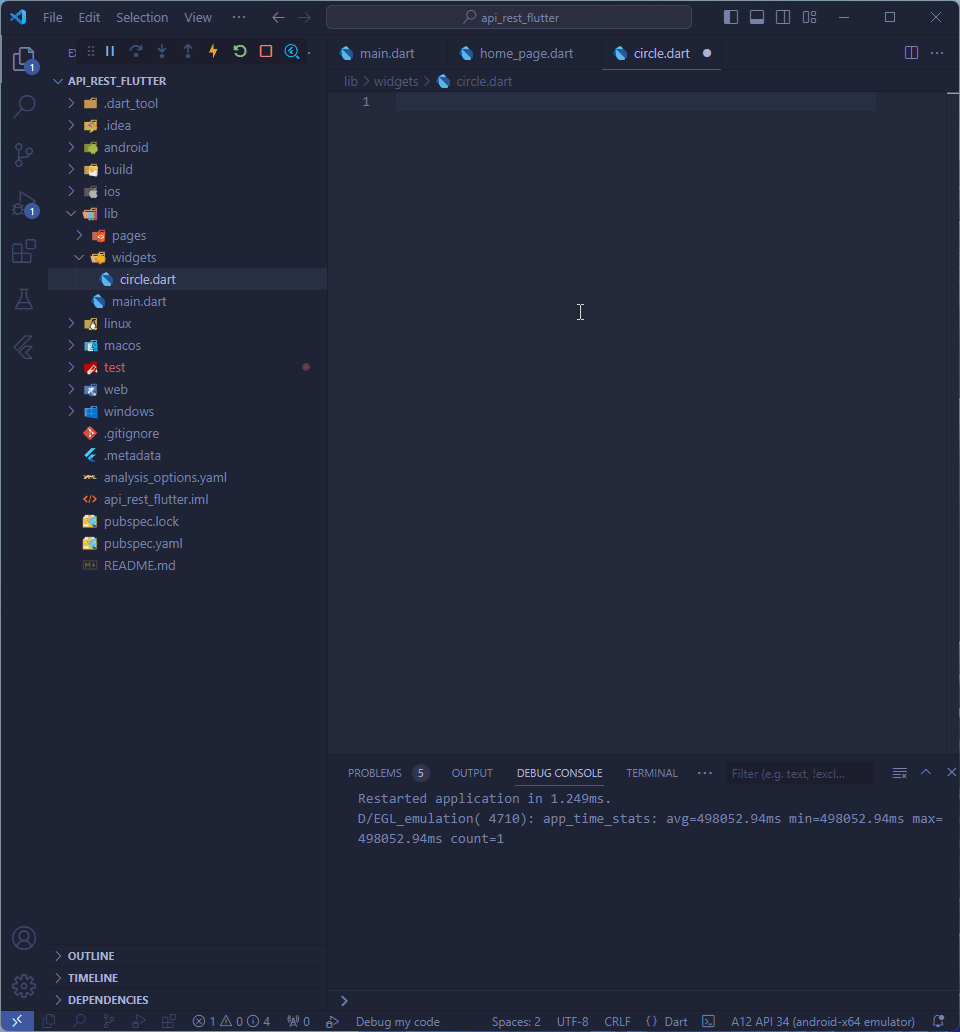 File Edit Selection View ··· api_rest_flutter
main.dart home_page.dart circle.dart
lib > widgets > circle.dart
1
API_REST_FLUTTER
.dart_tool
.idea
android
build
ios
lib
pages
widgets
circle.dart
main.dart
linux
macos
test
web
windows
.gitignore
.metadata
analysis_options.yaml
api_rest_flutter.iml
pubspec.lock
pubspec.yaml
README.md
OUTLINE
TIMELINE
DEPENDENCIES
1
1
PROBLEMS 5 OUTPUT DEBUG CONSOLE TERMINAL ··· Filter (e.g. text, !excl...
Restarted application in 1.249ms.
D/EGL_emulation( 4710): app_time_stats: avg=498052.94ms min=498052.94ms max=
498052.94ms count=1
1 0 4 0 Debug my code Spaces: 2 UTF-8 CRLF { } Dart A12 API 34 (android-x64 emulator)